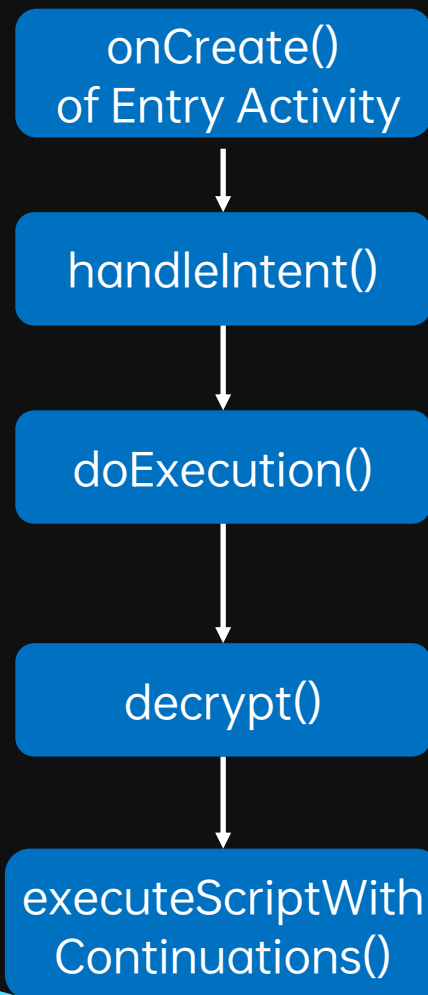 onCreate()
of Entry Activity
handleIntent()
doExecution()
decrypt()
executeScriptWith
Continuations()